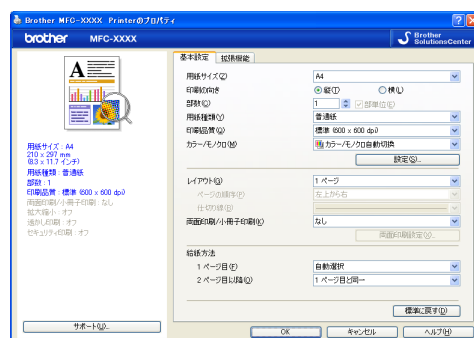 Brother MFC-XXXX Printerのプロパティ
brother MFC-XXXX
Brother
SolutionsCenter
基本設定 拡張機能
用紙サイズ(Z) A4
印刷の向き 縦(T) 横(L)
部数(C) 1 部単位(E)
用紙種類(Y) 普通紙
印刷品質(Q) 標準 (600 x 600 dpi)
カラー/モノクロ(M) カラー/モノクロ自動切換
設定(S)...
レイアウト(G) 1 ページ
ページの順序(P) 左上から右
仕切り線(B)
両面印刷/小冊子印刷(K) なし
両面印刷設定(X)...
給紙方法
1 ページ目(F) 自動選択
2 ページ目以降(O) 1 ページ目と同一
標準に戻す(D)
用紙サイズ : A4
210 x 297 mm
(8.3 x 11.7 インチ)
用紙種類 : 普通紙
部数 : 1
印刷品質 : 標準 (600 x 600 dpi)
両面印刷/小冊子印刷 : なし
拡大縮小 : オフ
透かし印刷 : オフ
セキュリティ印刷 : オフ
サポート(U)...
OK キャンセル ヘルプ(H)